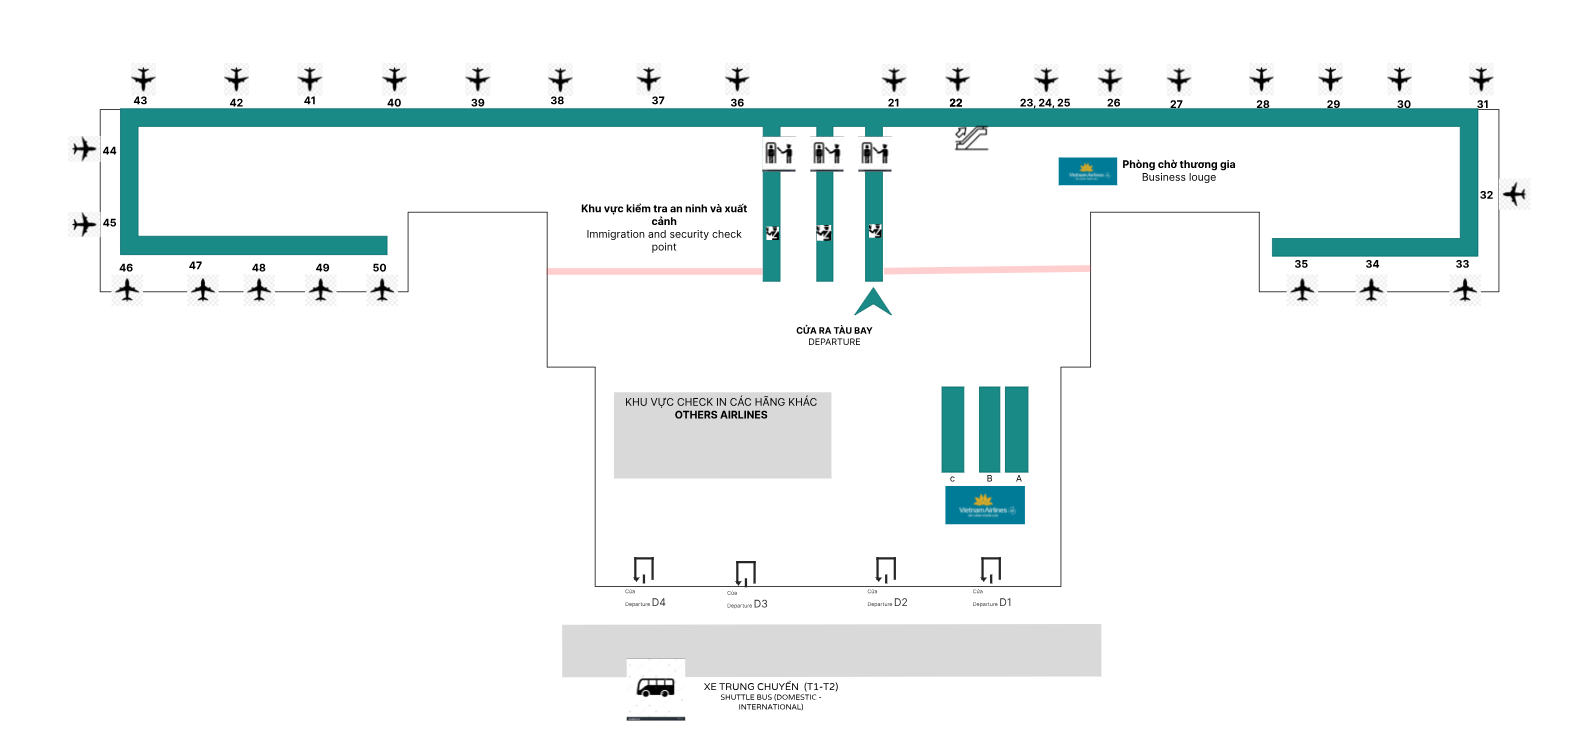 43
42
41
40
39
38
37
36
21
22
23, 24, 25
26
27
28
29
30
31
44
45
32
Phòng chờ thương gia
Business louge
Vietnam Airlines
Khu vực kiểm tra an ninh và xuất
cảnh
Immigration and security check
point
46
47
48
49
50
35
34
33
CỬA RA TÀU BAY
DEPARTURE
KHU VỰC CHECK IN CÁC HÃNG KHÁC
OTHERS AIRLINES
c
B
A
Vietnam Airlines
Cửa
Departure D4
Cửa
Departure D3
Cửa
Departure D2
Cửa
Departure D1
XE TRUNG CHUYỂN (T1-T2)
SHUTTLE BUS (DOMESTIC -
INTERNATIONAL)